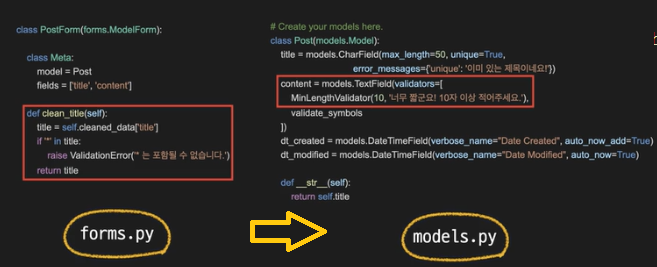 class PostForm(forms.ModelForm):
class Meta:
model = Post
fields = ['title', 'content']
def clean_title(self):
title = self.cleaned_data['title']
if '*' in title:
raise ValidationError('* 는 포함될 수 없습니다.')
return title
forms.py
# Create your models here.
class Post(models.Model):
title = models.CharField(max_length=50, unique=True,
error_messages={'unique': '이미 있는 제목이네요!'})
content = models.TextField(validators=[
MinLengthValidator(10, '너무 짧군요! 10자 이상 적어주세요.'),
validate_symbols
])
dt_created = models.DateTimeField(verbose_name="Date Created", auto_now_add=True)
dt_modified = models.DateTimeField(verbose_name="Date Modified", auto_now=True)
def __str__(self):
return self.title
models.py